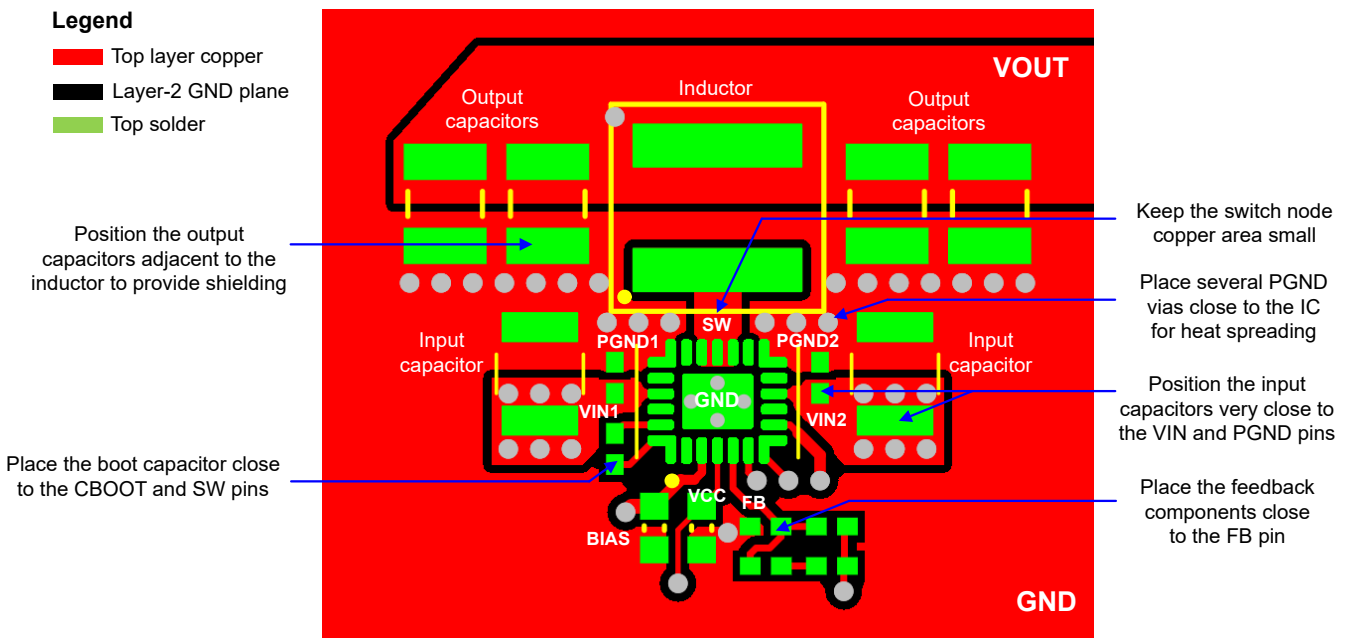 Legend
Top layer copper
Layer-2 GND plane
Top solder
VOUT
Inductor
Output
capacitors
Output
capacitors
Position the output
capacitors adjacent to the
inductor to provide shielding
Keep the switch node
copper area small
Place several PGND
vias close to the IC
for heat spreading
SW
PGND1
PGND2
Input
capacitor
Input
capacitor
GND
VIN1
VIN2
Position the input
capacitors very close to
the VIN and PGND pins
Place the boot capacitor close
to the CBOOT and SW pins
VCC
FB
BIAS
Place the feedback
components close
to the FB pin
GND